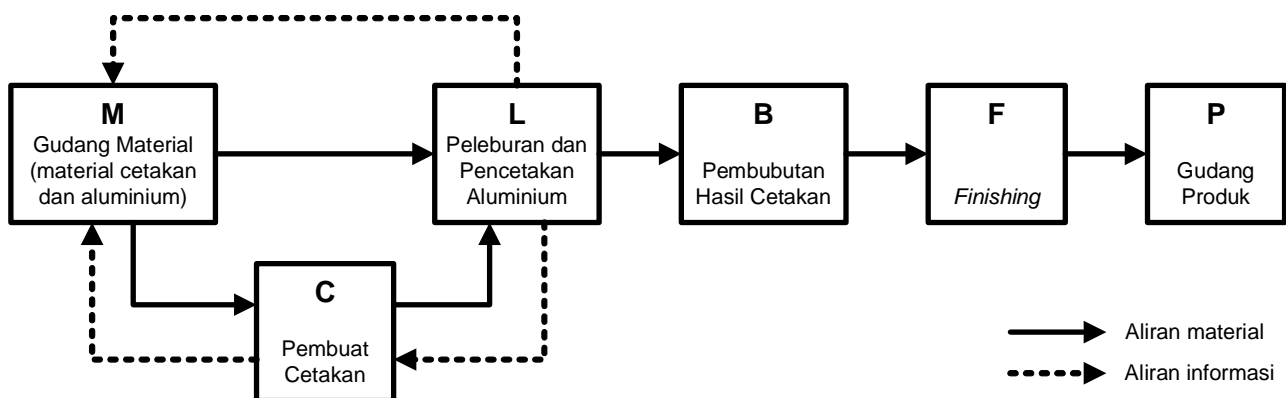 M
Gudang Material
(material cetakan
dan aluminium)
L
Peleburan dan
Pencetakan
Aluminium
B
Pembubutan
Hasil Cetakan
F
Finishing
P
Gudang
Produk
C
Pembuat
Cetakan
Aliran material
Aliran informasi